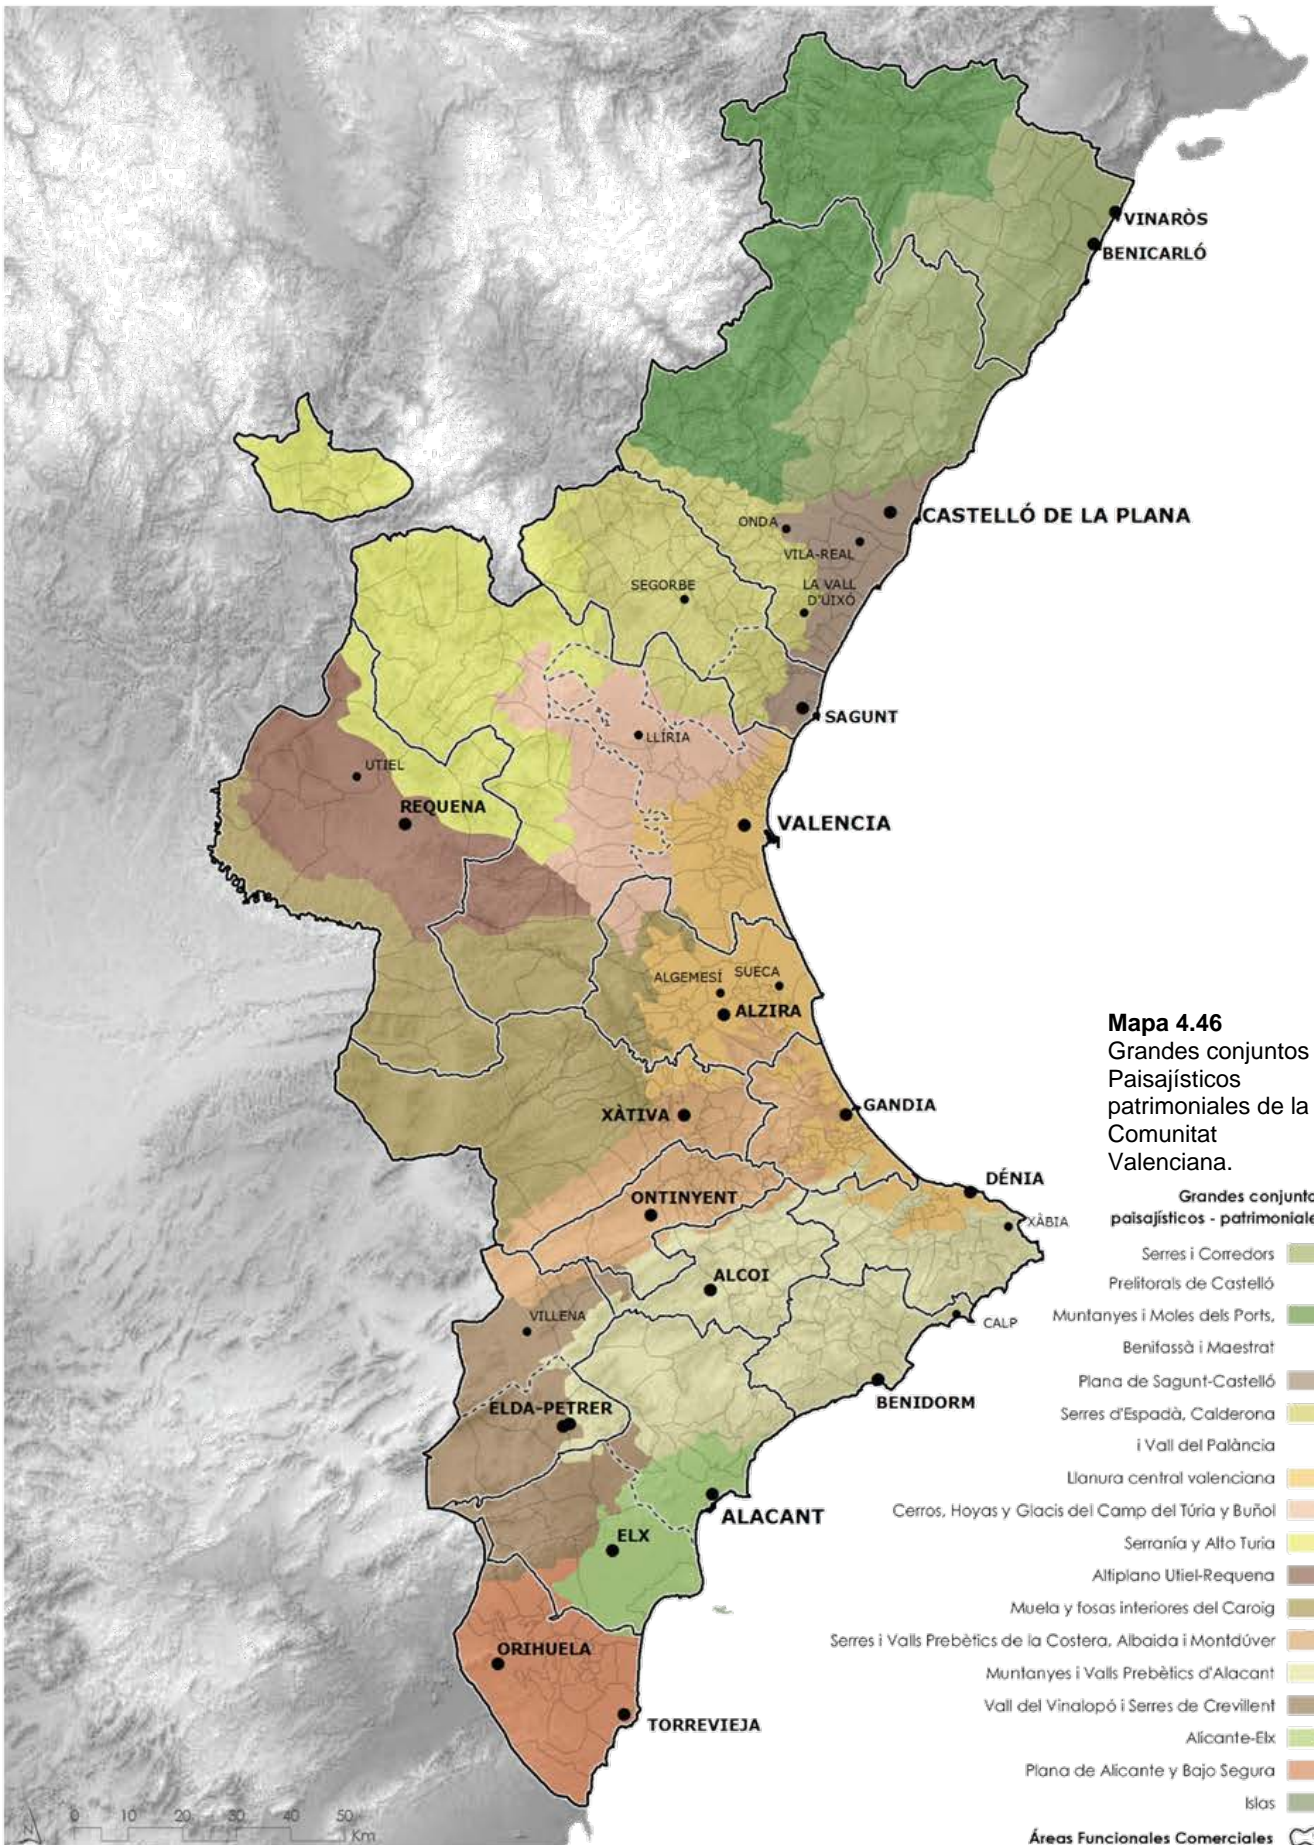 VINARÒS
BENICARLÓ
CASTELLÓ DE LA PLANA
ONDA
VILA-REAL
SEGORBE
LA VALL
D'UIXÓ
SAGUNT
LLÍRIA
UTIEL
REQUENA
VALENCIA
ALGEMESÍ
SUECA
ALZIRA
XÀTIVA
GANDIA
DÉNIA
ONTINYENT
XÀBIA
ALCOI
VILLENA
CALP
BENIDORM
ELDA-PETRER
ALACANT
ELX
ORIHUELA
TORREVIEJA
Mapa 4.46
Grandes conjuntos
Paisajísticos
patrimoniales de la
Comunitat
Valenciana.
Grandes conjunto
paisajísticos - patrimoniale
Serres i Corredors
Prelitorals de Castelló
Muntanyes i Moles dels Ports,
Benifassà i Maestrat
Plana de Sagunt-Castelló
Serres d'Espadà, Calderona
i Vall del Palància
Llanura central valenciana
Cerros, Hoyas y Glacis del Camp del Túria y Buñol
Serranía y Alto Turia
Altiplano Utiel-Requena
Muela y fosas interiores del Caroig
Serres i Valls Prebètics de la Costera, Albaida i Montdúver
Muntanyes i Valls Prebètics d'Alacant
Vall del Vinalopó i Serres de Crevillent
Alicante-Elx
Plana de Alicante y Bajo Segura
Islas
Áreas Funcionales Comerciales
N
0 10 20 30 40 50
Km